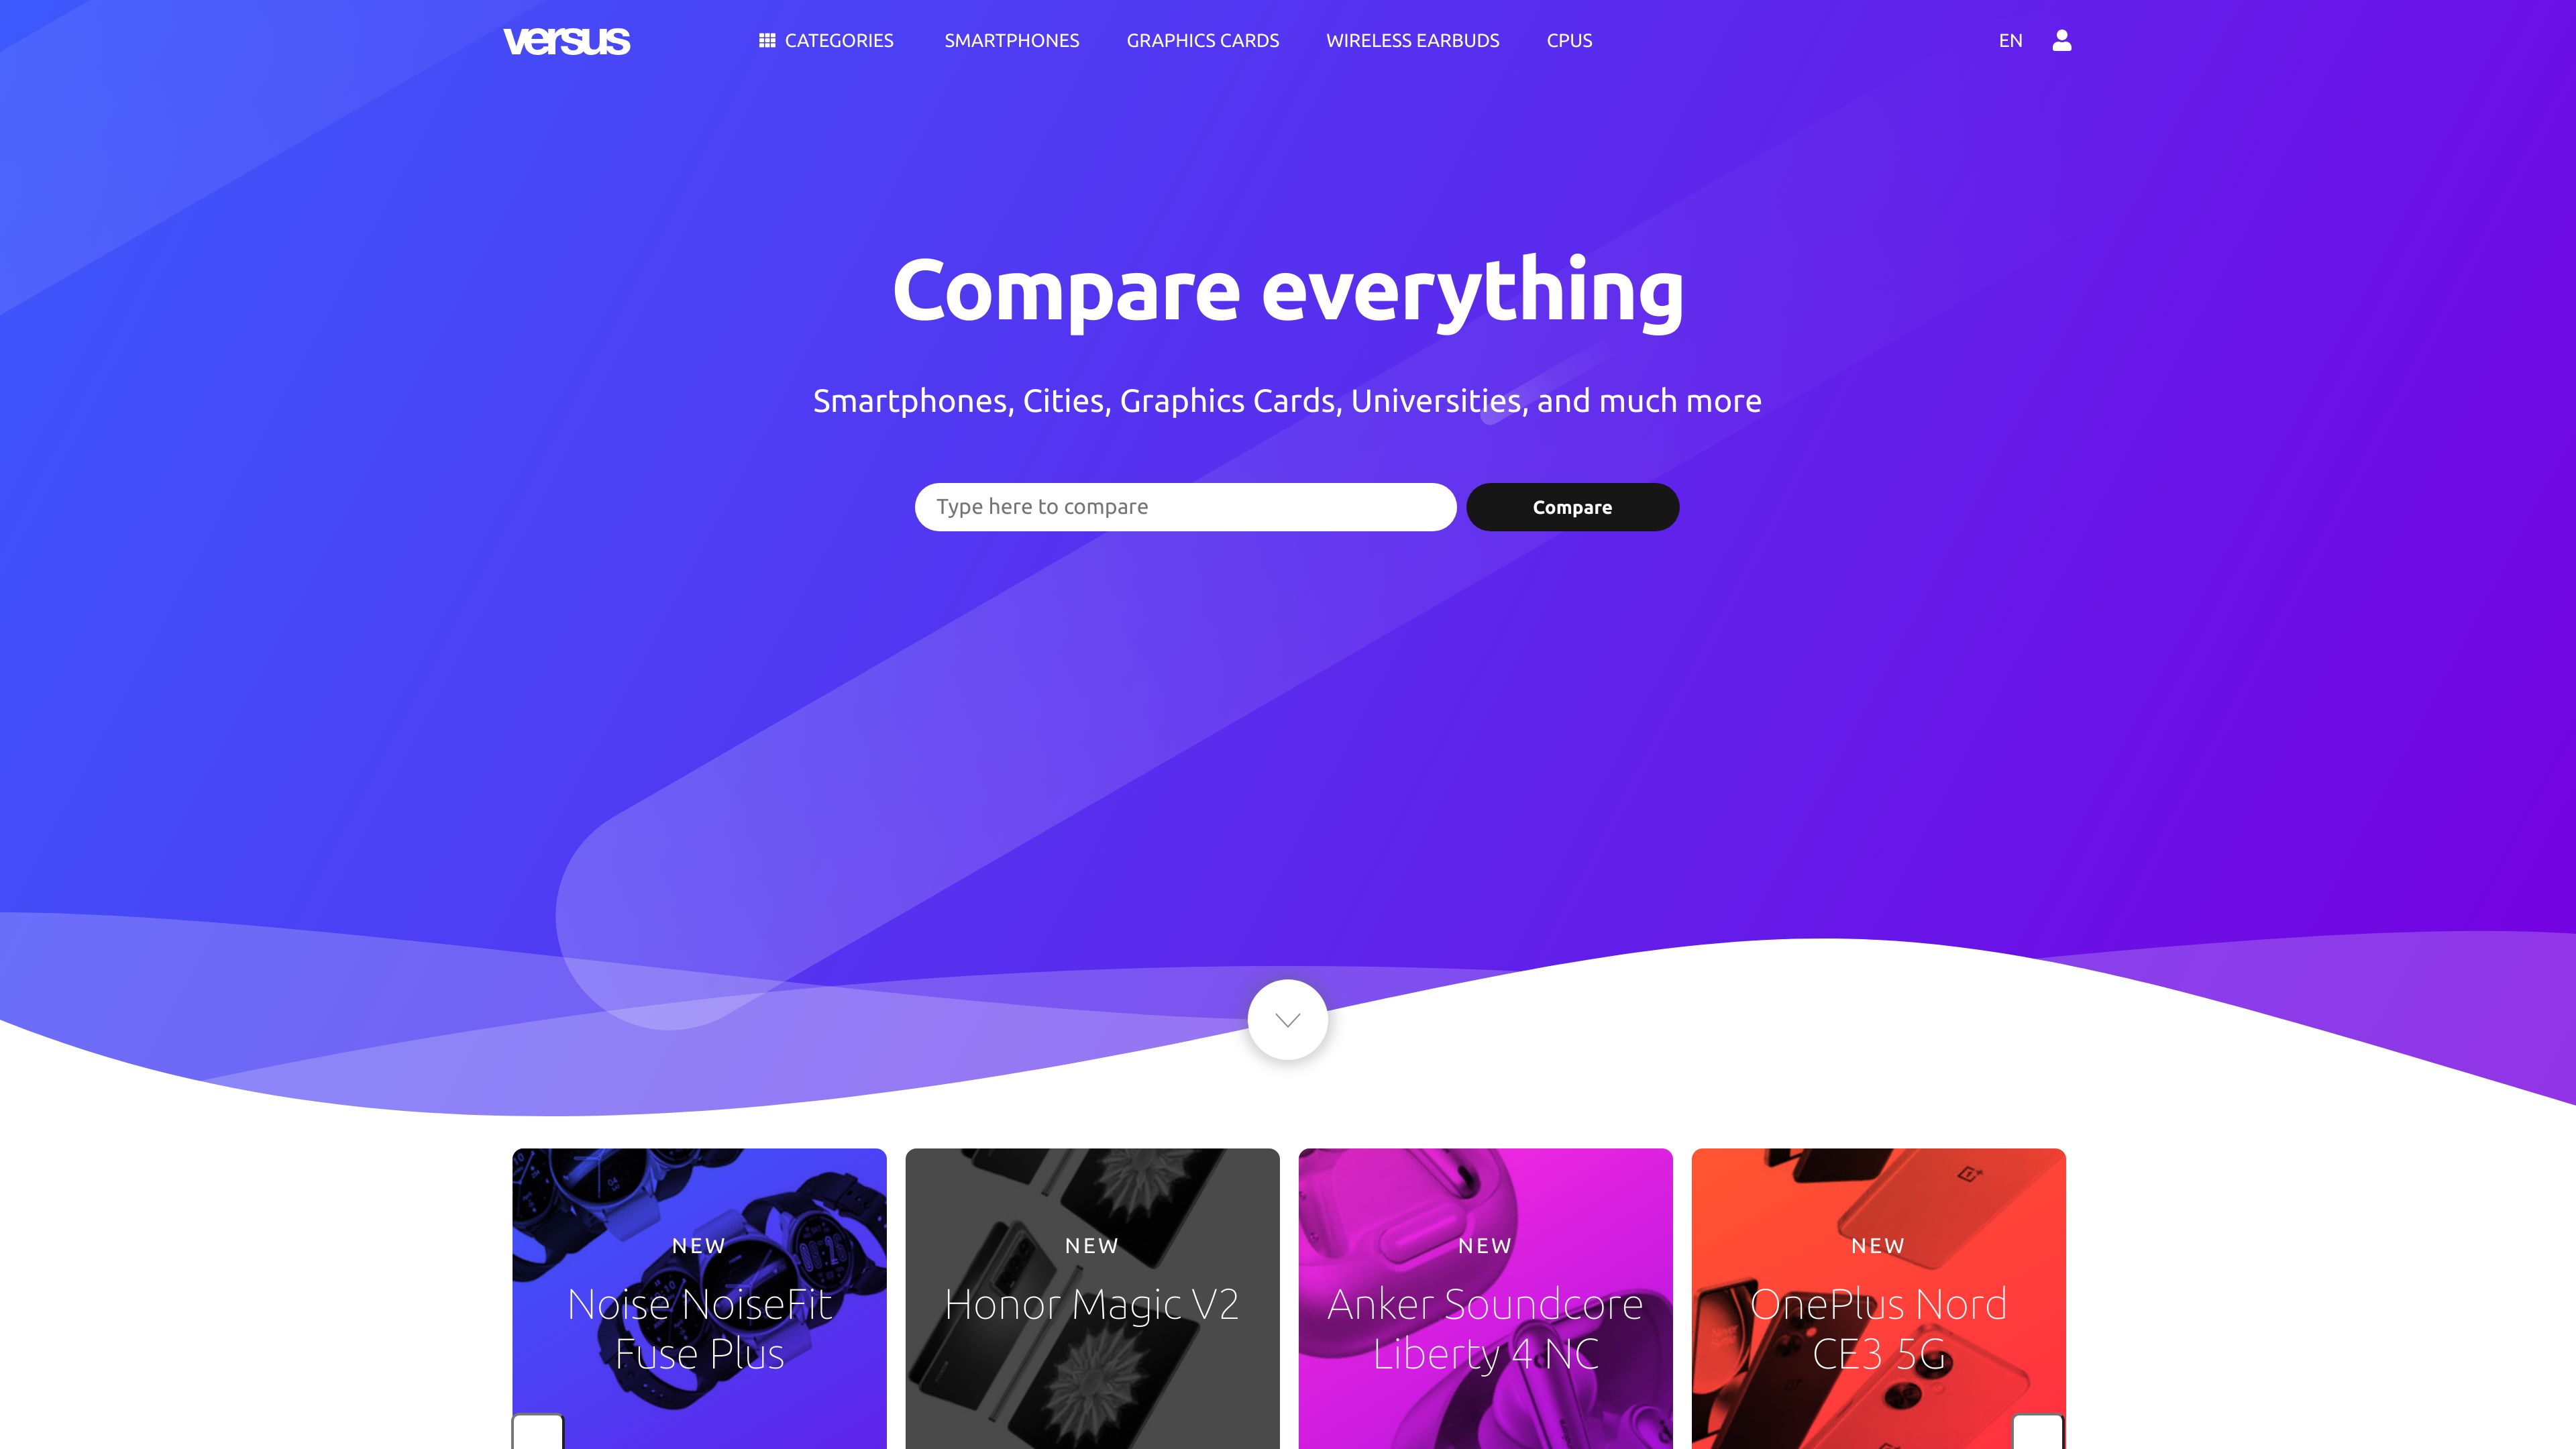 versus
CATEGORIES
SMARTPHONES
GRAPHICS CARDS
WIRELESS EARBUDS
CPUS
EN
Compare everything
Smartphones, Cities, Graphics Cards, Universities, and much more
Type here to compare
Compare
NEW
Noise NoiseFit
Fuse Plus
NEW
Honor Magic V2
NEW
Anker Soundcore
Liberty 4 NC
NEW
OnePlus Nord
CE3 5G